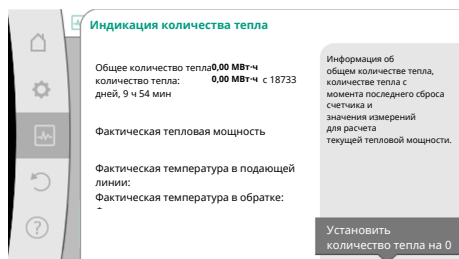 Индикация количества тепла
Общее количество тепла0,00 МВт·ч
количество тепла: 0,00 МВт·ч с 18733
дней, 9 ч 54 мин
Фактическая тепловая мощность
Фактическая температура в подающей
линии:
Фактическая температура в обратке:
Информация об
общем количестве тепла,
количестве тепла с
момента последнего сброса
счетчика и
значения измерений
для расчета
текущей тепловой мощности.
Установить
количество тепла на 0